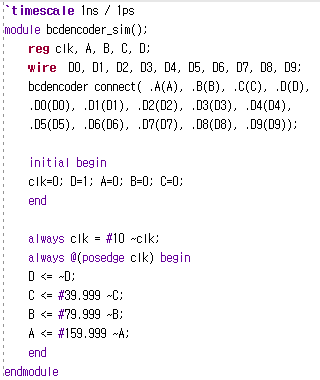 `timescale 1ns / 1ps
module bcdencoder_sim();
reg clk, A, B, C, D;
wire D0, D1, D2, D3, D4, D5, D6, D7, D8, D9;
bcdencoder connect( .A(A), .B(B), .C(C), .D(D),
.D0(D0), .D1(D1), .D2(D2), .D3(D3), .D4(D4),
.D5(D5), .D6(D6), .D7(D7), .D8(D8), .D9(D9));
initial begin
clk=0; D=1; A=0; B=0; C=0;
end
always clk = #10 ~clk;
always @(posedge clk) begin
D <= ~D;
C <= #39.999 ~C;
B <= #79.999 ~B;
A <= #159.999 ~A;
end
endmodule